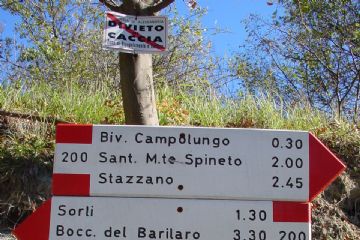 DIVIETO
CACCIA
Biv. Campolungo 0.30
200 Sant. M.te Spineto 2.00
Stazzano 2.45
Sorli 1.30
Bocc. del Barilaro 3.30 200